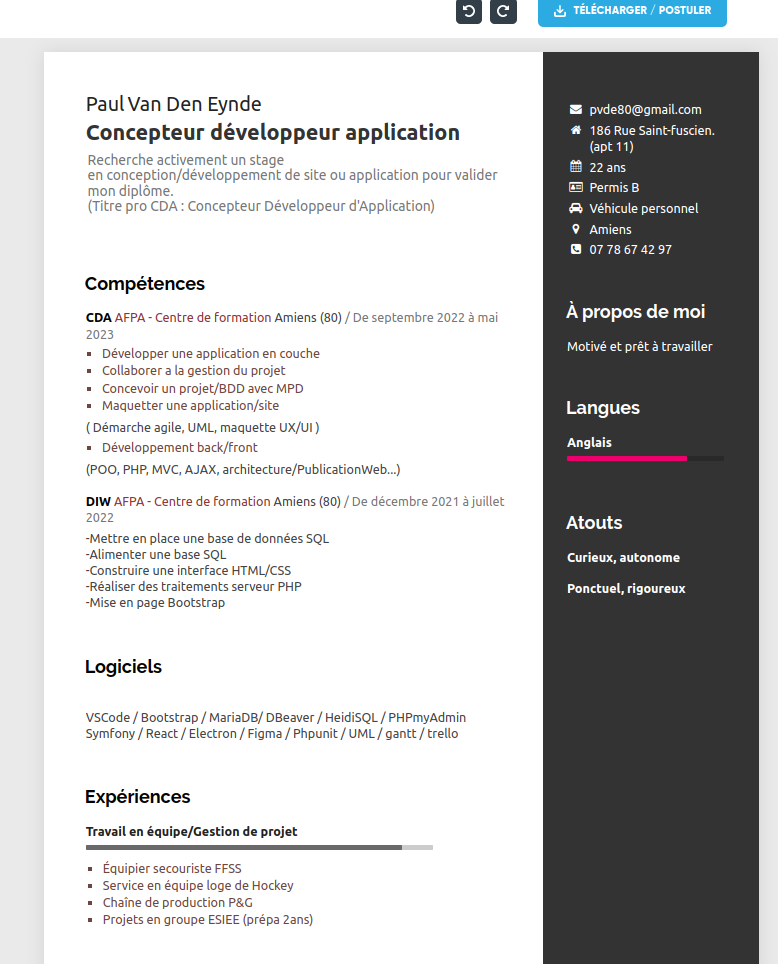 TÉLÉCHARGER / POSTULER
Paul Van Den Eynde
Concepteur développeur application
Recherche activement un stage
en conception/développement de site ou application pour valider
mon diplôme.
(Titre pro CDA : Concepteur Développeur d'Application)
Compétences
CDA AFPA - Centre de formation Amiens (80) / De septembre 2022 à mai
2023
▪ Développer une application en couche
▪ Collaborer a la gestion du projet
▪ Concevoir un projet/BDD avec MPD
▪ Maquetter une application/site
( Démarche agile, UML, maquette UX/UI )
▪ Développement back/front
(POO, PHP, MVC, AJAX, architecture/PublicationWeb...)
DIW AFPA - Centre de formation Amiens (80) / De décembre 2021 à juillet
2022
-Mettre en place une base de données SQL
-Alimenter une base SQL
-Construire une interface HTML/CSS
-Réaliser des traitements serveur PHP
-Mise en page Bootstrap
Logiciels
VSCode / Bootstrap / MariaDB/ DBeaver / HeidiSQL / PHPmyAdmin
Symfony / React / Electron / Figma / Phpunit / UML / gantt / trello
Expériences
Travail en équipe/Gestion de projet
▪ Équipier secouriste FFSS
▪ Service en équipe loge de Hockey
▪ Chaîne de production P&G
▪ Projets en groupe ESIEE (prépa 2ans)
pvde80@gmail.com
186 Rue Saint-fuscien.
(apt 11)
22 ans
Permis B
Véhicule personnel
Amiens
07 78 67 42 97
À propos de moi
Motivé et prêt à travailler
Langues
Anglais
Atouts
Curieux, autonome
Ponctuel, rigoureux